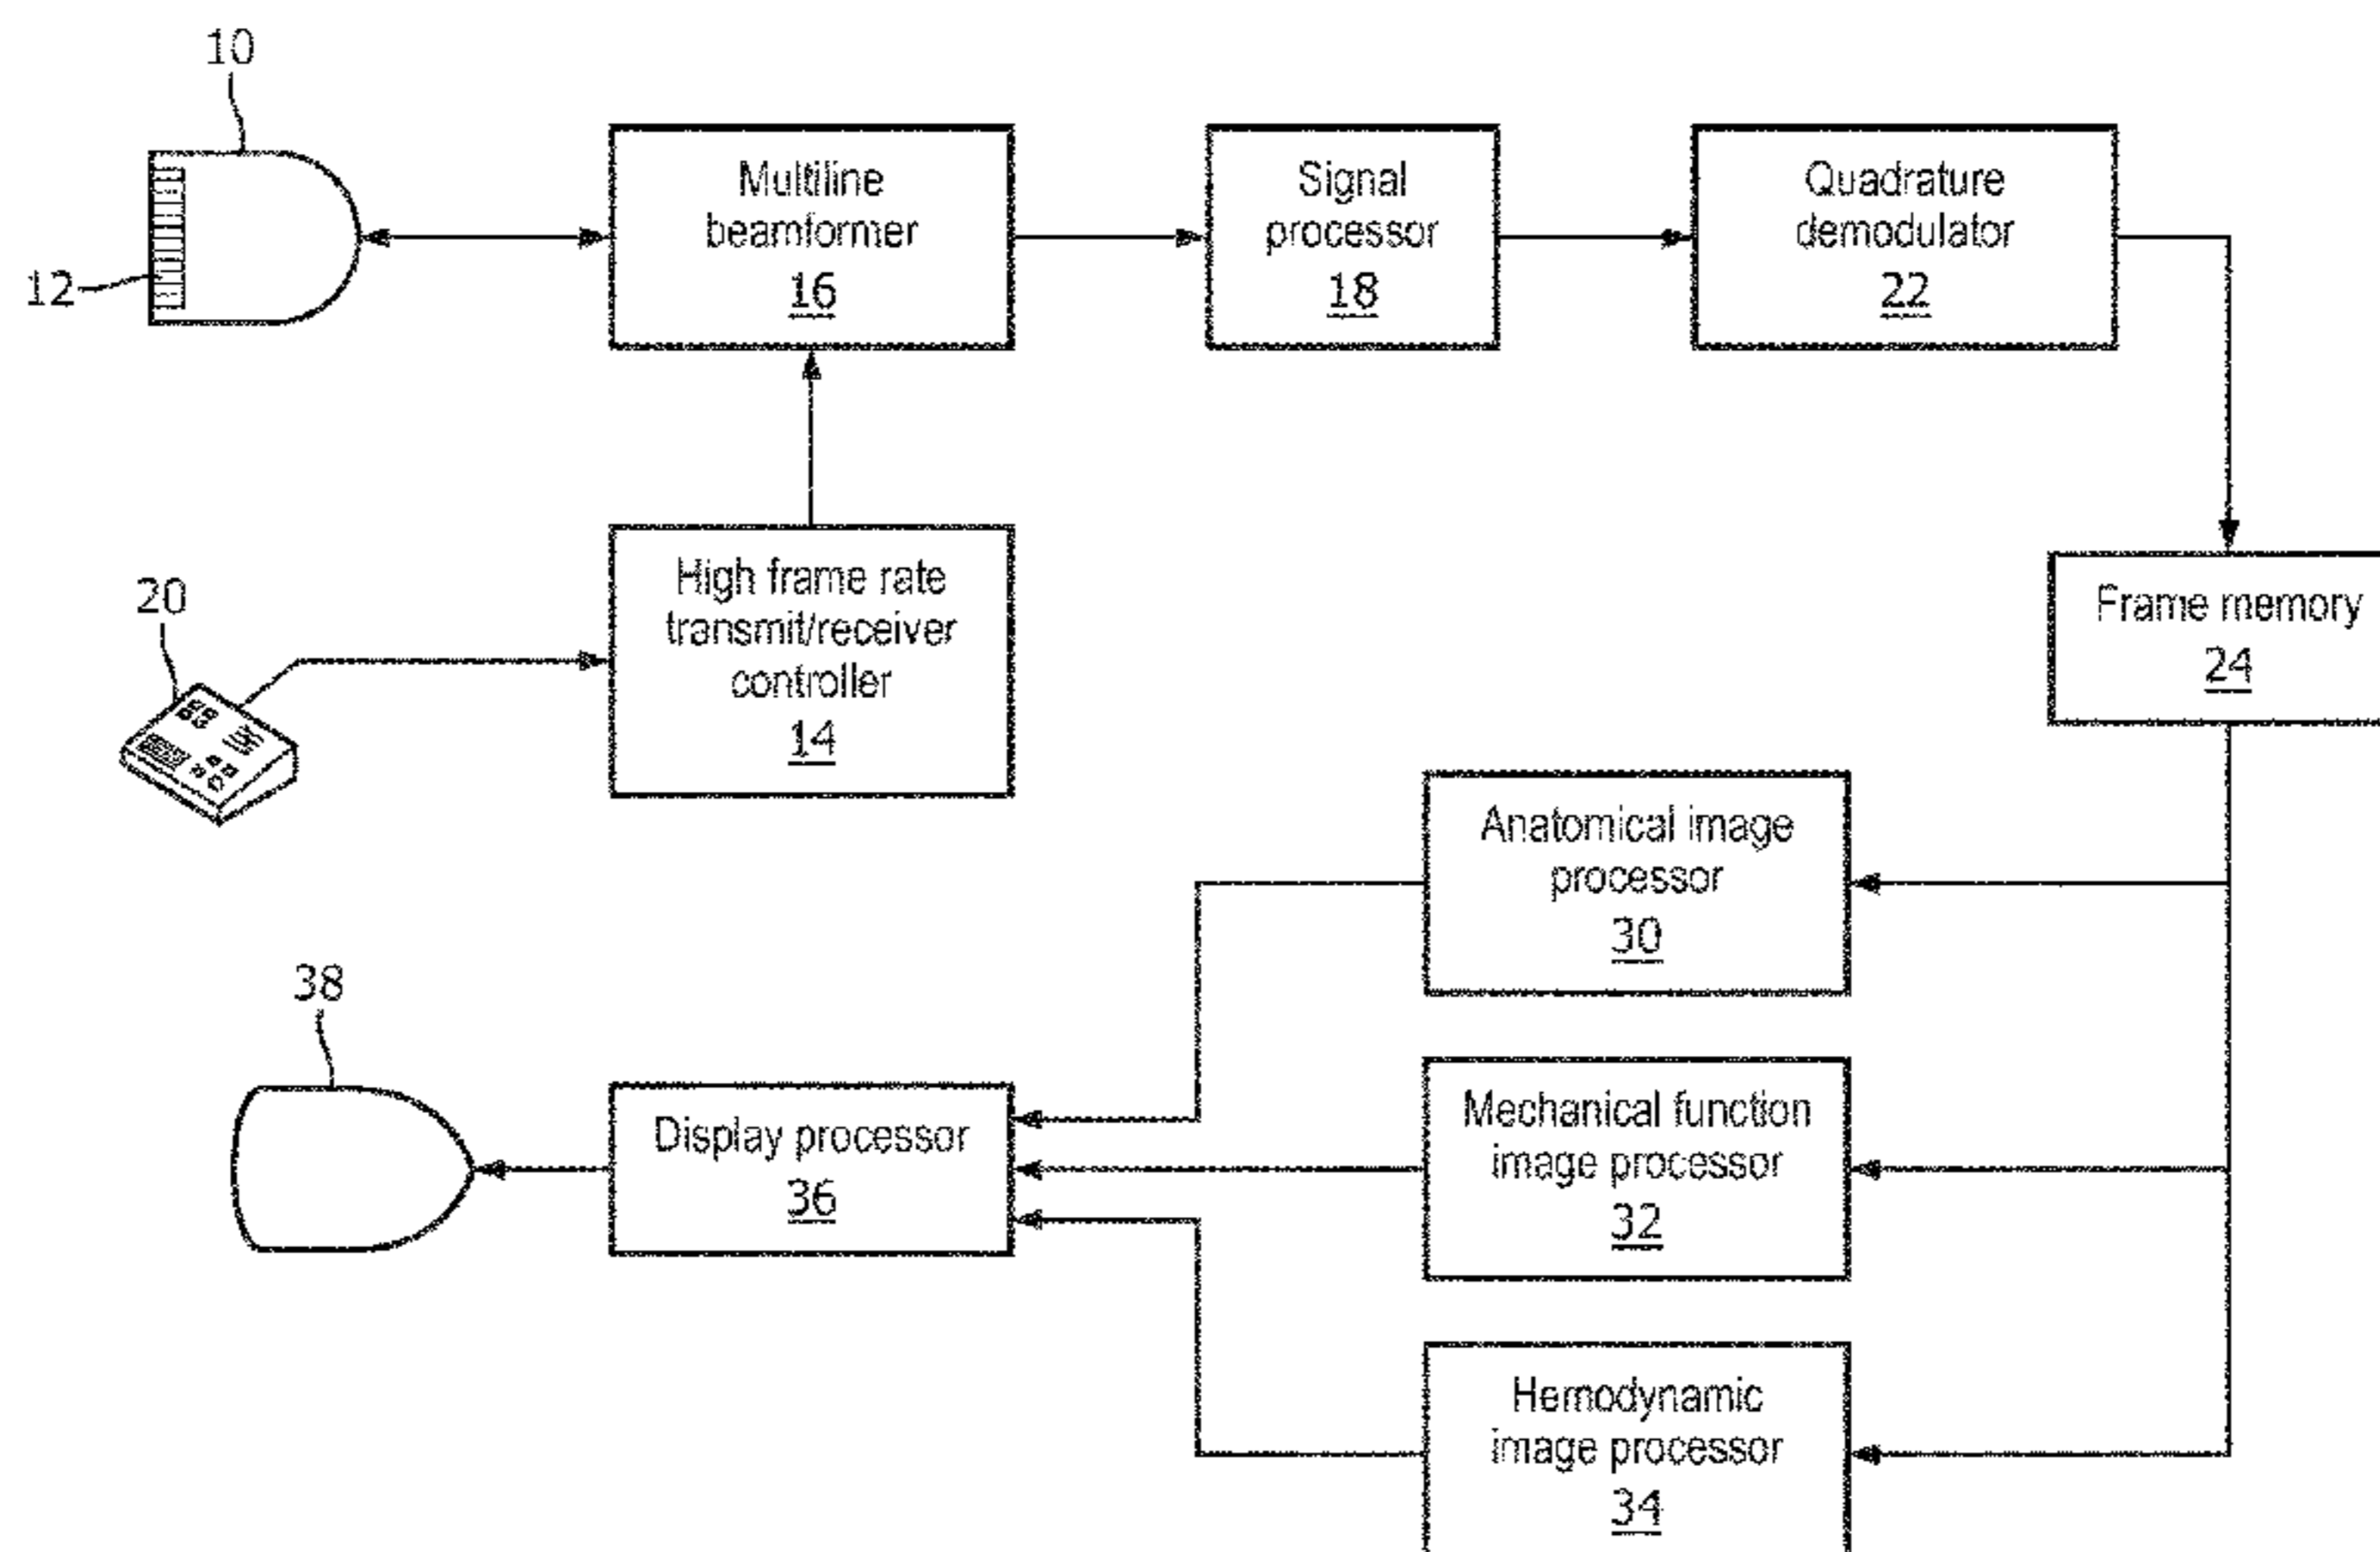 10
12
Multiline
beamformer
16
Signal
processor
18
Quadrature
demodulator
22
20
High frame rate
transmit/receiver
controller
14
Frame memory
24
Anatomical image
processor
30
38
Display processor
36
Mechanical function
image processor
32
Hemodynamic
image processor
34